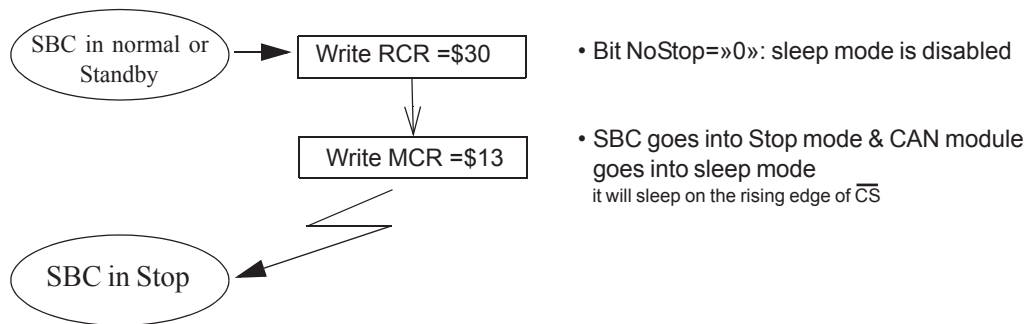 SBC in normal or
Standby
Write RCR =$30
• Bit NoStop=»0»: sleep mode is disabled
Write MCR =$13
• SBC goes into Stop mode & CAN module
goes into sleep mode
it will sleep on the rising edge of C̅S̅
SBC in Stop